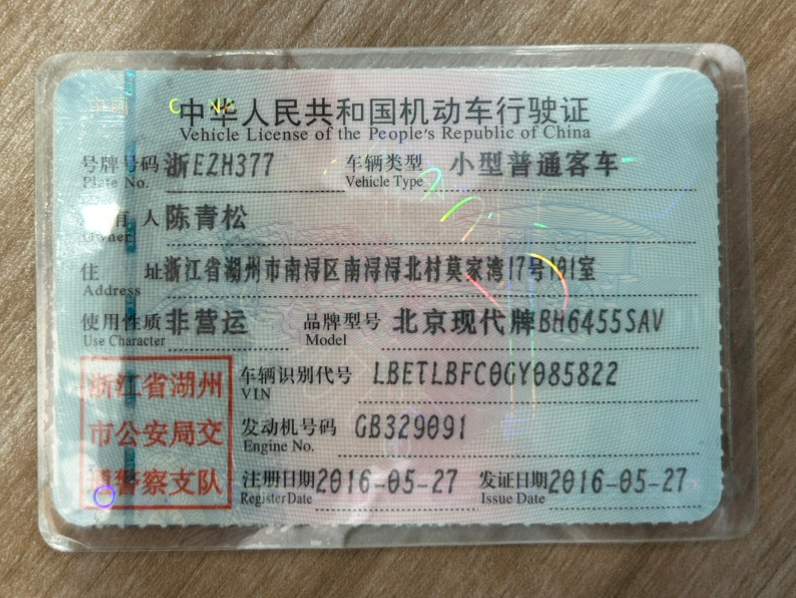 中华人民共和国机动车行驶证
Vehicle License of the People's Republic of China
号牌号码 浙EZH377 车辆类型 小型普通客车
Plate No. Vehicle Type
人 陈青松
Owner
住 址 浙江省湖州市南浔区南浔浔北村莫家湾17号191室
Address
使用性质 非营运 品牌型号 北京现代牌BH6455SAV
Use Character Model
浙江省湖州
市公安局交
通警察支队
车辆识别代号 LBETLBFC0GY085822
VIN
发动机号码 GB329091
Engine No.
注册日期 2016-05-27 发证日期 2016-05-27
Register Date Issue Date